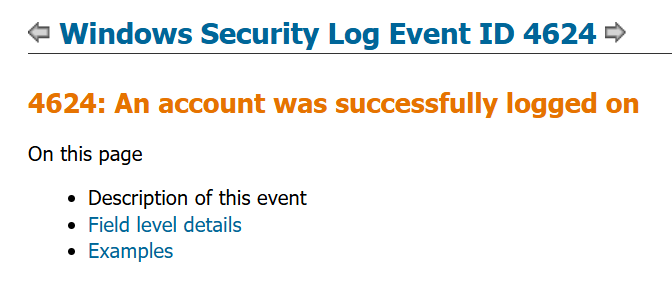 Windows Security Log Event ID 4624
4624: An account was successfully logged on
On this page
Description of this event
Field level details
Examples